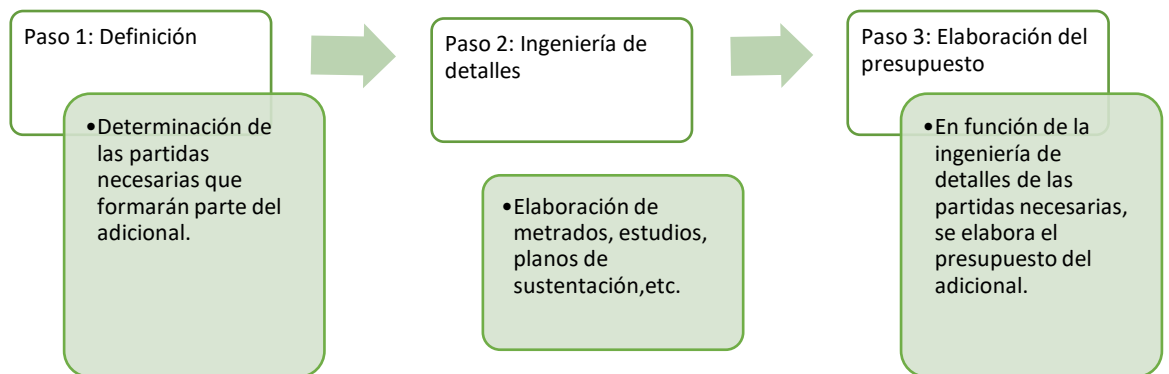 Paso 1: Definición
•Determinación de
las partidas
necesarias que
formarán parte del
adicional.
Paso 2: Ingeniería de
detalles
•Elaboración de
metrados, estudios,
planos de
sustentación,etc.
Paso 3: Elaboración del
presupuesto
•En función de la
ingeniería de
detalles de las
partidas necesarias,
se elabora el
presupuesto del
adicional.